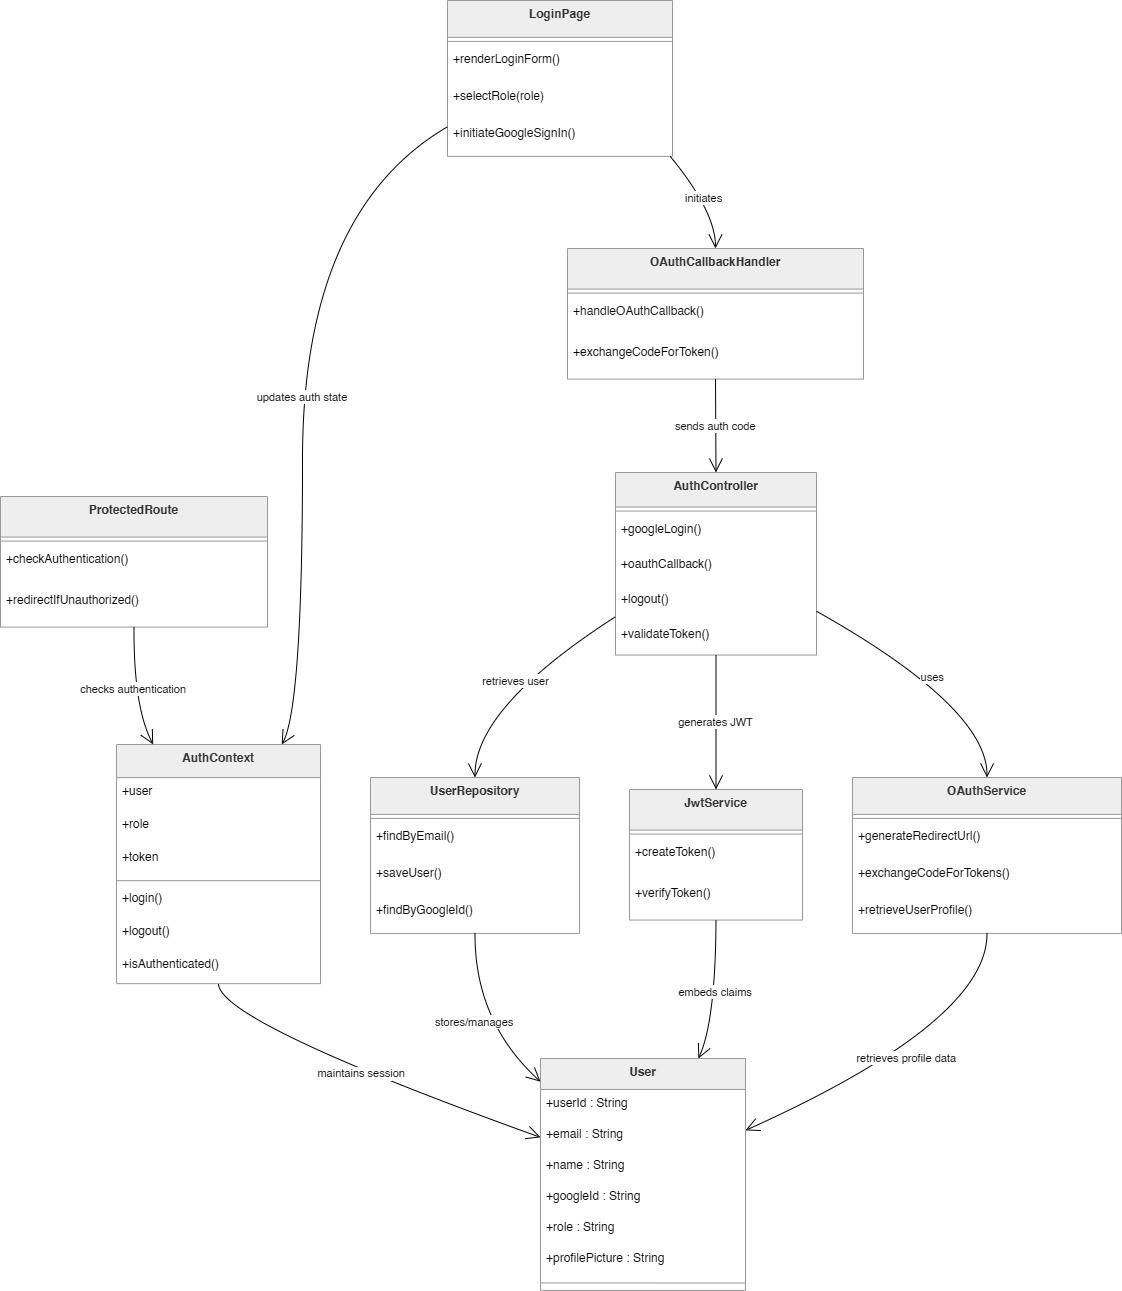 LoginPage
+renderLoginForm()
+selectRole(role)
+initiateGoogleSignIn()
initiates
OAuthCallbackHandler
+handleOAuthCallback()
+exchangeCodeForToken()
updates auth state
sends auth code
AuthController
+googleLogin()
+oauthCallback()
+logout()
+validateToken()
ProtectedRoute
+checkAuthentication()
+redirectIfUnauthorized()
checks authentication
retrieves user
generates JWT
uses
AuthContext
+user
+role
+token
+login()
+logout()
+isAuthenticated()
UserRepository
+findByEmail()
+saveUser()
+findByGoogleId()
JwtService
+createToken()
+verifyToken()
OAuthService
+generateRedirectUrl()
+exchangeCodeForTokens()
+retrieveUserProfile()
maintains session
stores/manages
embeds claims
retrieves profile data
User
+userId : String
+email : String
+name : String
+googleId : String
+role : String
+profilePicture : String